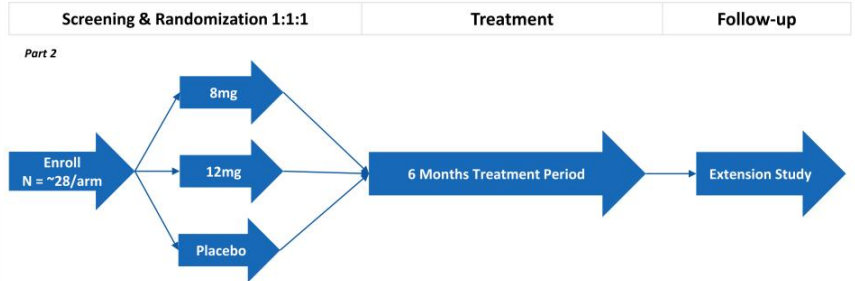 Screening & Randomization 1:1:1
Treatment
Follow-up
Part 2
8mg
Enroll
N = ~28/arm
12mg
6 Months Treatment Period
Extension Study
Placebo